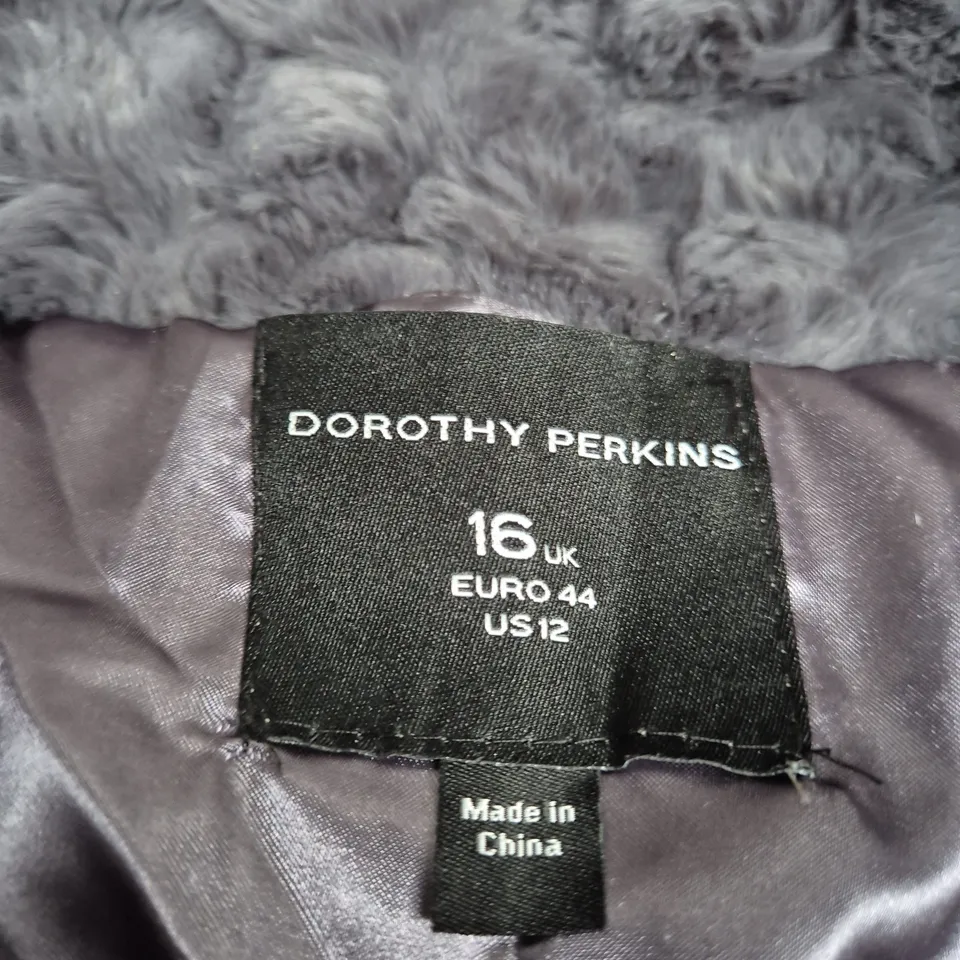 DOROTHY PERKINS
16 UK
EURO 44
US 12
Made in
China